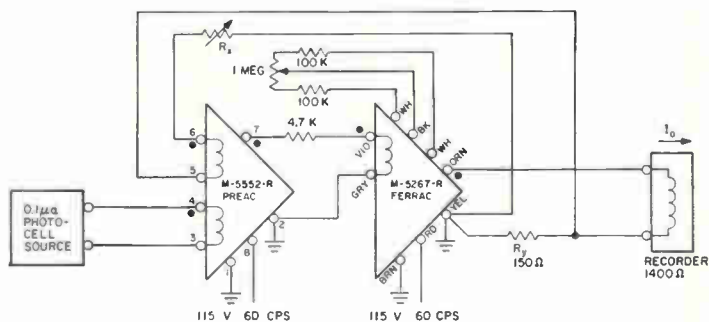 Rx
1 MEG
100 K
100 K
4.7 K
6
5
4
3
7
2
8
1
M-5552-R
PREAC
0.1μa
PHOTO-
CELL
SOURCE
WH
BK
WH
ORN
VIO
GRY
M-5267-R
FERRAC
YEL
RD
BRN
Ry
150Ω
Io
RECORDER
1400Ω
115 V 60 CPS
115 V 60 CPS